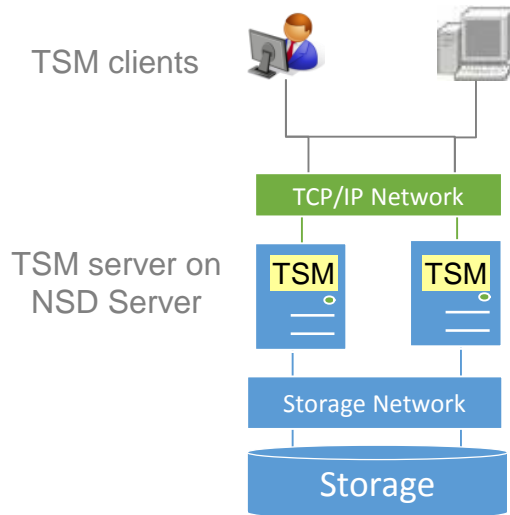 TSM clients
TCP/IP Network
TSM server on
NSD Server
TSM
TSM
Storage Network
Storage